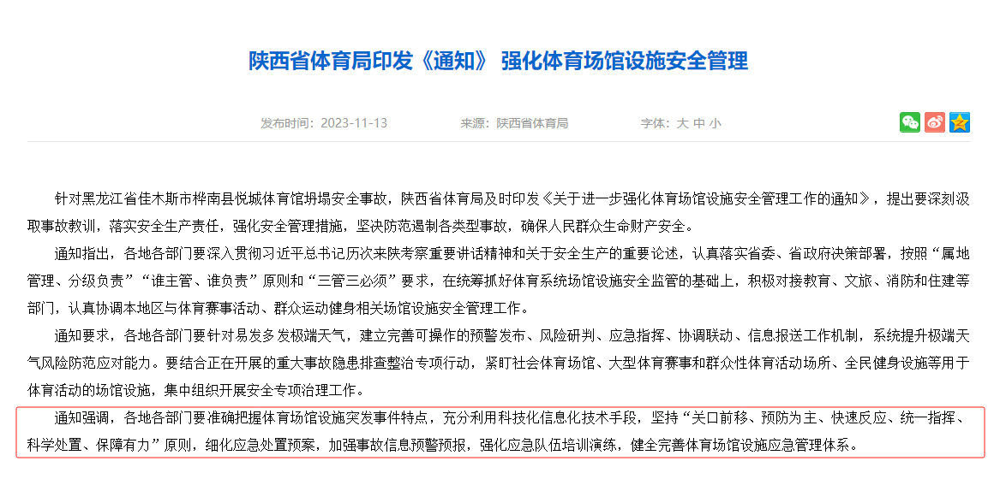 陕西省体育局印发《通知》 强化体育场馆设施安全管理
发布时间：2023-11-13 来源：陕西省体育局 字体：大 中 小
针对黑龙江省佳木斯市桦南县悦城体育馆坍塌安全事故，陕西省体育局及时印发《关于进一步强化体育场馆设施安全管理工作的通知》，提出要深刻汲
取事故教训，落实安全生产责任，强化安全管理措施，坚决防范遏制各类型事故，确保人民群众生命财产安全。
通知指出，各地各部门要深入贯彻习近平总书记历次来陕考察重要讲话精神和关于安全生产的重要论述，认真落实省委、省政府决策部署，按照“属地
管理、分级负责”“谁主管、谁负责”原则和“三管三必须”要求，在统筹抓好体育系统场馆设施安全监管的基础上，积极对接教育、文旅、消防和住建等
部门，认真协调本地区与体育赛事活动、群众运动健身相关场馆设施安全管理工作。
通知要求，各地各部门要针对易发多发极端天气，建立完善可操作的预警发布、风险研判、应急指挥、协调联动、信息报送工作机制，系统提升极端天
气风险防范应对能力。要结合正在开展的重大事故隐患排查整治专项行动，紧盯社会体育场馆、大型体育赛事和群众性体育活动场所、全民健身设施等用于
体育活动的场馆设施，集中组织开展安全专项治理工作。
通知强调，各地各部门要准确把握体育场馆设施突发事件特点，充分利用科技化信息化技术手段，坚持“关口前移、预防为主、快速反应、统一指挥、
科学处置、保障有力”原则，细化应急处置预案，加强事故信息预警预报，强化应急队伍培训演练，健全完善体育场馆设施应急管理体系。